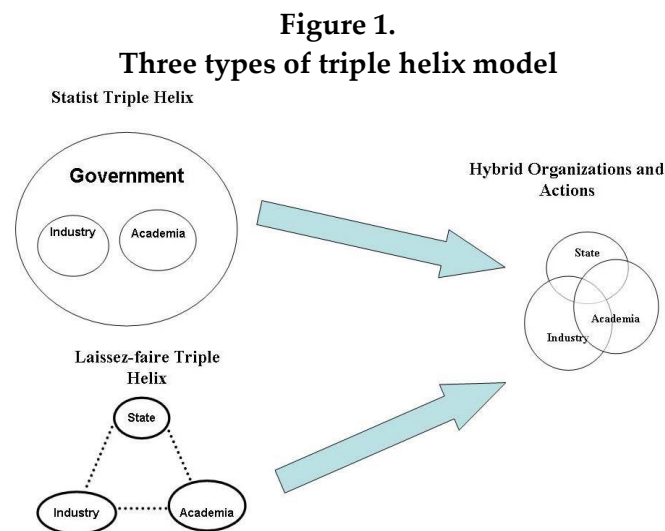 Figure 1.
Three types of triple helix model
Statist Triple Helix
Government
Industry
Academia
Hybrid Organizations and
Actions
State
Academia
Industry
Laissez-faire Triple
Helix
State
Industry
Academia